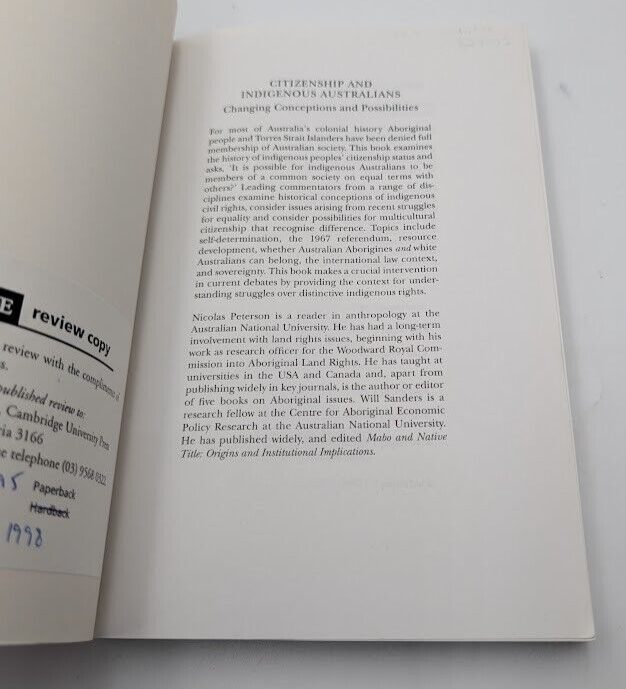 E review copy
review with the compliments of
s.
published review to:
, Cambridge University Press
ria 3166
e telephone (03) 9568 0322
95 Paperback
Hardback
1998
CITIZENSHIP AND
INDIGENOUS AUSTRALIANS
Changing Conceptions and Possibilities
For most of Australia's colonial history Aboriginal
people and Torres Strait Islanders have been denied full
membership of Australian society. This book examines
the history of indigenous peoples' citizenship status and
asks, 'It is possible for indigenous Australians to be
members of a common society on equal terms with
others?' Leading commentators from a range of dis-
ciplines examine historical conceptions of indigenous
civil rights, consider issues arising from recent struggles
for equality and consider possibilities for multicultural
citizenship that recognise difference. Topics include
self-determination, the 1967 referendum, resource
development, whether Australian Aborigines and white
Australians can belong, the international law context,
and sovereignty. This book makes a crucial intervention
in current debates by providing the context for under-
standing struggles over distinctive indigenous rights.
Nicolas Peterson is a reader in anthropology at the
Australian National University. He has had a long-term
involvement with land rights issues, beginning with his
work as research officer for the Woodward Royal Com-
mission into Aboriginal Land Rights. He has taught at
universities in the USA and Canada and, apart from
publishing widely in key journals, is the author or editor
of five books on Aboriginal issues. Will Sanders is a
research fellow at the Centre for Aboriginal Economic
Policy Research at the Australian National University.
He has published widely, and edited Mabo and Native
Title: Origins and Institutional Implications.